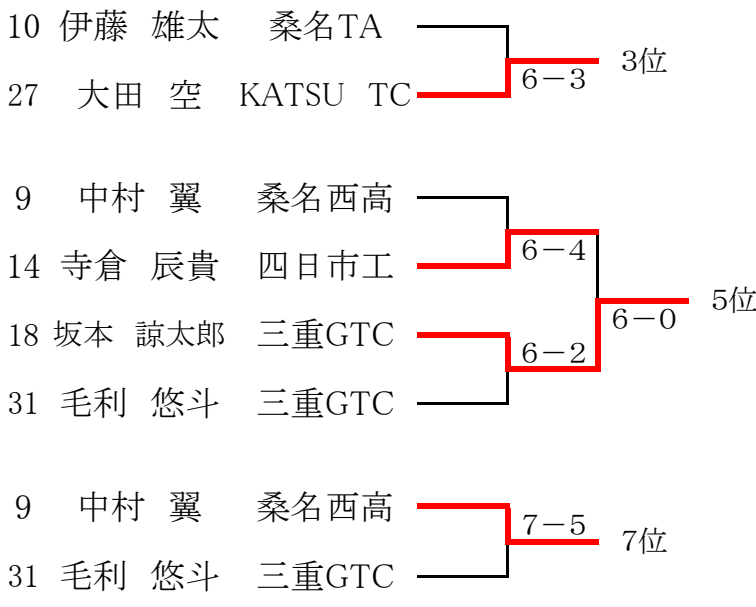 10 伊藤 雄太 桑名TA
3位
6－3
27 大田 空 KATSU TC
9 中村 翼 桑名西高
6－4
14 寺倉 辰貴 四日市工
5位
6－0
18 坂本 諒太郎 三重GTC
6－2
31 毛利 悠斗 三重GTC
9 中村 翼 桑名西高
7－5
7位
31 毛利 悠斗 三重GTC